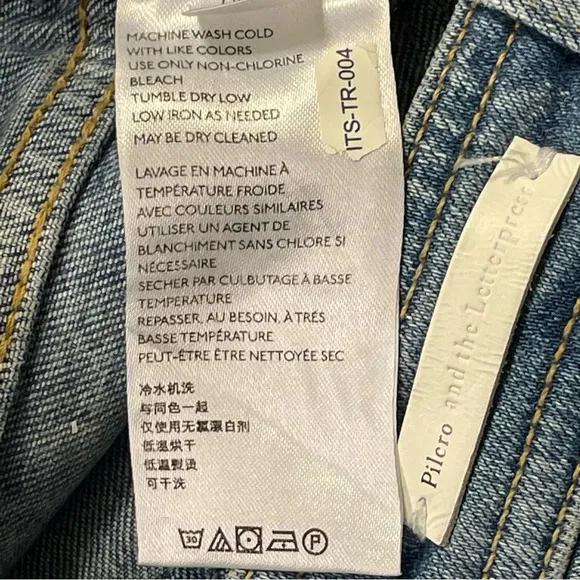 MACHINE WASH COLD
WITH LIKE COLORS
USE ONLY NON-CHLORINE
BLEACH
TUMBLE DRY LOW
LOW IRON AS NEEDED
MAY BE DRY CLEANED
LAVAGE EN MACHINE À
TEMPÉRATURE FROIDE
AVEC COULEURS SIMILAIRES
UTILISER UN AGENT DE
BLANCHIMENT SANS CHLORE SI
NÉCESSAIRE
SECHER PAR CULBUTAGE À BASSE
TEMPÉRATURE
REPASSER, AU BESOIN, À TRÈS
BASSE TEMPÉRATURE
PEUT-ÊTRE ÊTRE NETTOYÉE SEC
冷水机洗
与同色一起
仅使用无氯漂白剂
低温烘干
低温熨烫
可干洗
30 P
ITS-TR-004
Pilcro and the Letterpress